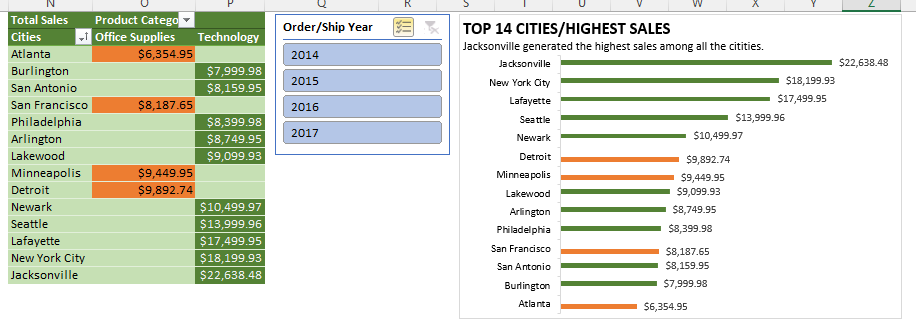 N O P Q R S T U V W X Y Z
Total Sales Product Catego
Cities Office Supplies Technology
Atlanta $6,354.95
Burlington $7,999.98
San Antonio $8,159.95
San Francisco $8,187.65
Philadelphia $8,399.98
Arlington $8,749.95
Lakewood $9,099.93
Minneapolis $9,449.95
Detroit $9,892.74
Newark $10,499.97
Seattle $13,999.96
Lafayette $17,499.95
New York City $18,199.93
Jacksonville $22,638.48
Order/Ship Year
2014
2015
2016
2017
TOP 14 CITIES/HIGHEST SALES
Jacksonville generated the highest sales among all the citities.
Jacksonville $22,638.48
New York City $18,199.93
Lafayette $17,499.95
Seattle $13,999.96
Newark $10,499.97
Detroit $9,892.74
Minneapolis $9,449.95
Lakewood $9,099.93
Arlington $8,749.95
Philadelphia $8,399.98
San Francisco $8,187.65
San Antonio $8,159.95
Burlington $7,999.98
Atlanta $6,354.95